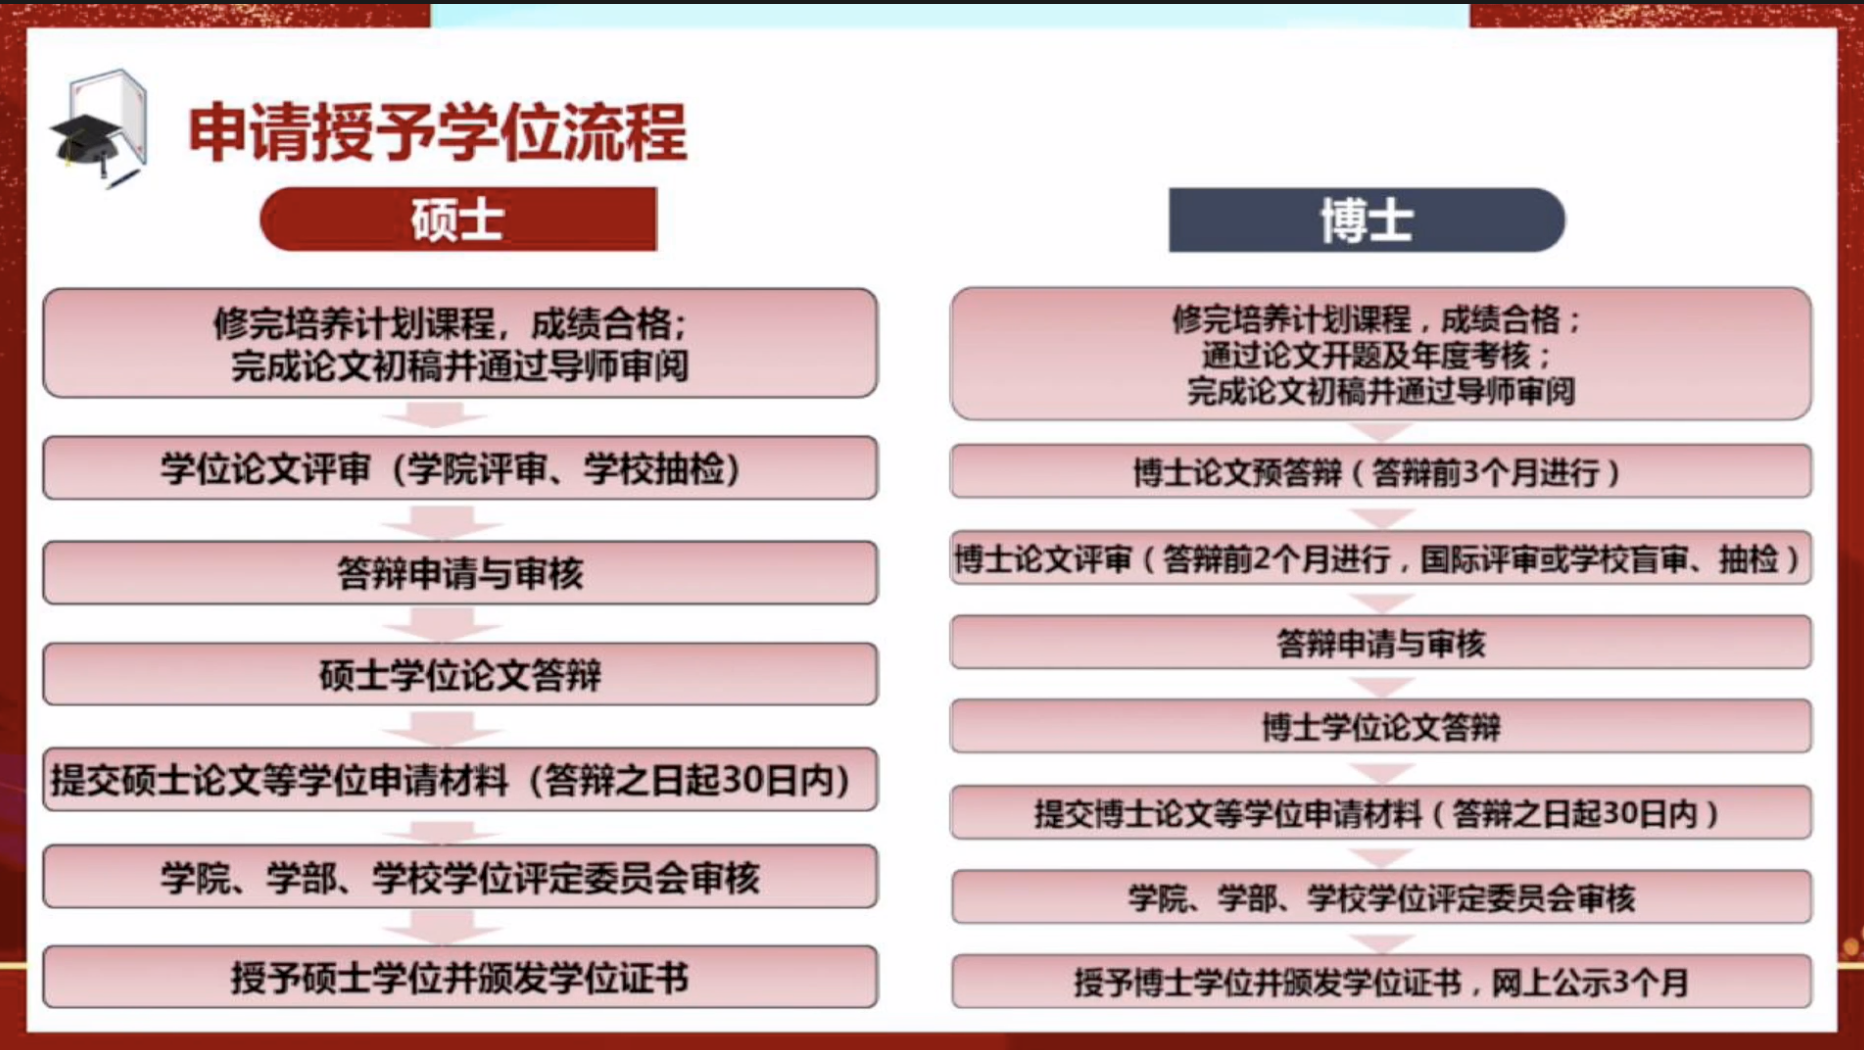 申请授予学位流程
硕士
修完培养计划课程，成绩合格；
完成论文初稿并通过导师审阅
学位论文评审（学院评审、学校抽检）
答辩申请与审核
硕士学位论文答辩
提交硕士论文等学位申请材料（答辩之日起30日内）
学院、学部、学校学位评定委员会审核
授予硕士学位并颁发学位证书
博士
修完培养计划课程，成绩合格；
通过论文开题及年度考核；
完成论文初稿并通过导师审阅
博士论文预答辩（答辩前3个月进行）
博士论文评审（答辩前2个月进行，国际评审或学校盲审、抽检）
答辩申请与审核
博士学位论文答辩
提交博士论文等学位申请材料（答辩之日起30日内）
学院、学部、学校学位评定委员会审核
授予博士学位并颁发学位证书，网上公示3个月